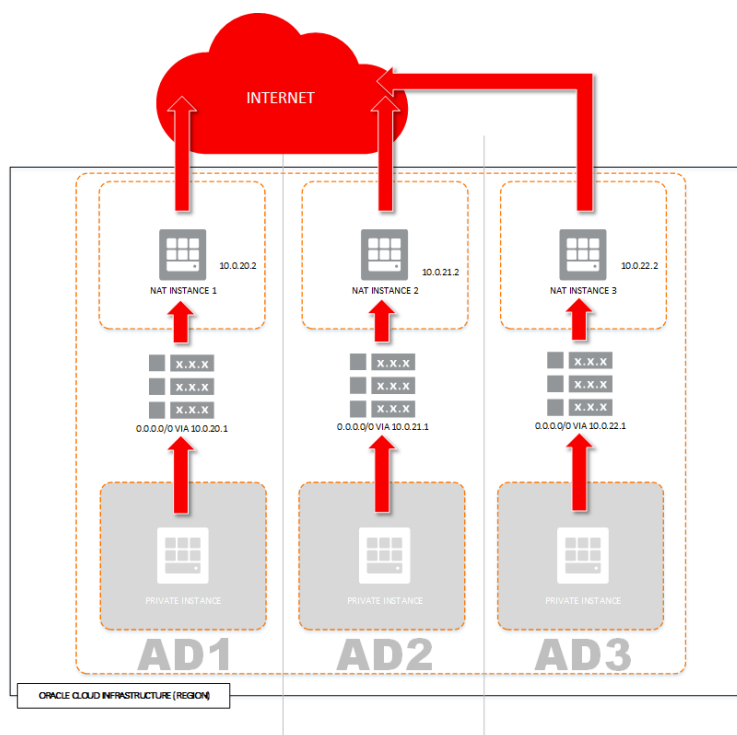 INTERNET
10.0.20.2
NAT INSTANCE 1
10.0.21.2
NAT INSTANCE 2
10.0.22.2
NAT INSTANCE 3
x.x.x
x.x.x
x.x.x
0.0.0.0/0 VIA 10.0.20.1
x.x.x
x.x.x
x.x.x
0.0.0.0/0 VIA 10.0.21.1
x.x.x
x.x.x
x.x.x
0.0.0.0/0 VIA 10.0.22.1
PRIVATE INSTANCE
PRIVATE INSTANCE
PRIVATE INSTANCE
AD1
AD2
AD3
ORACLE CLOUD INFRASTRUCTURE (REGION)